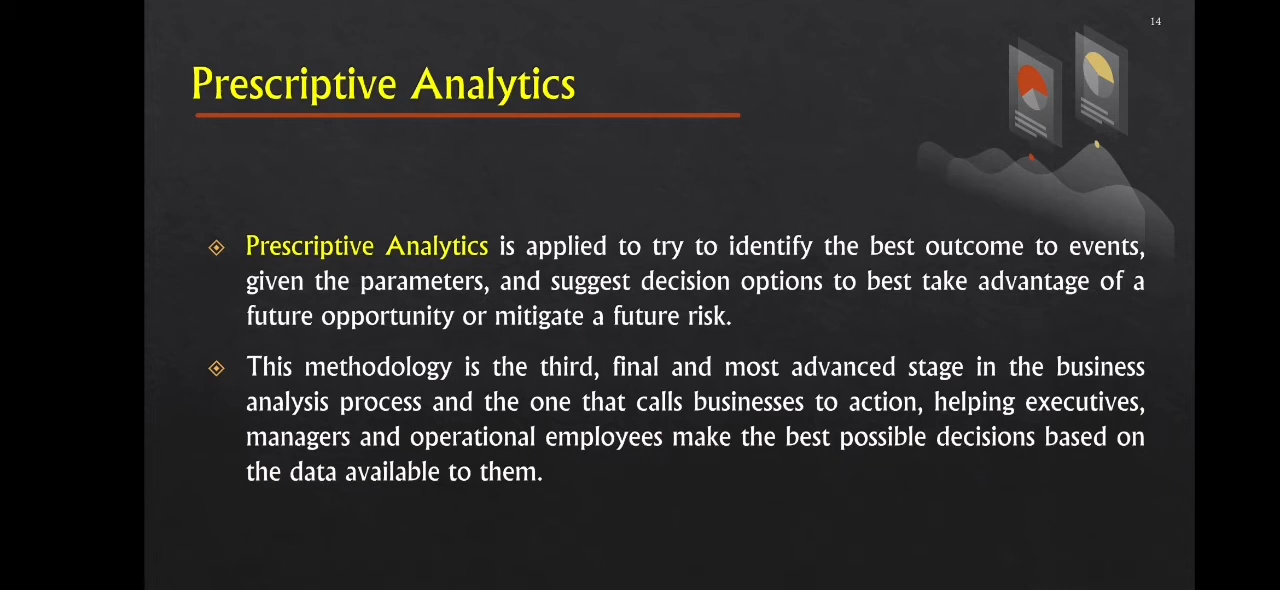 14
Prescriptive Analytics
Prescriptive Analytics is applied to try to identify the best outcome to events,
given the parameters, and suggest decision options to best take advantage of a
future opportunity or mitigate a future risk.
This methodology is the third, final and most advanced stage in the business
analysis process and the one that calls businesses to action, helping executives,
managers and operational employees make the best possible decisions based on
the data available to them.